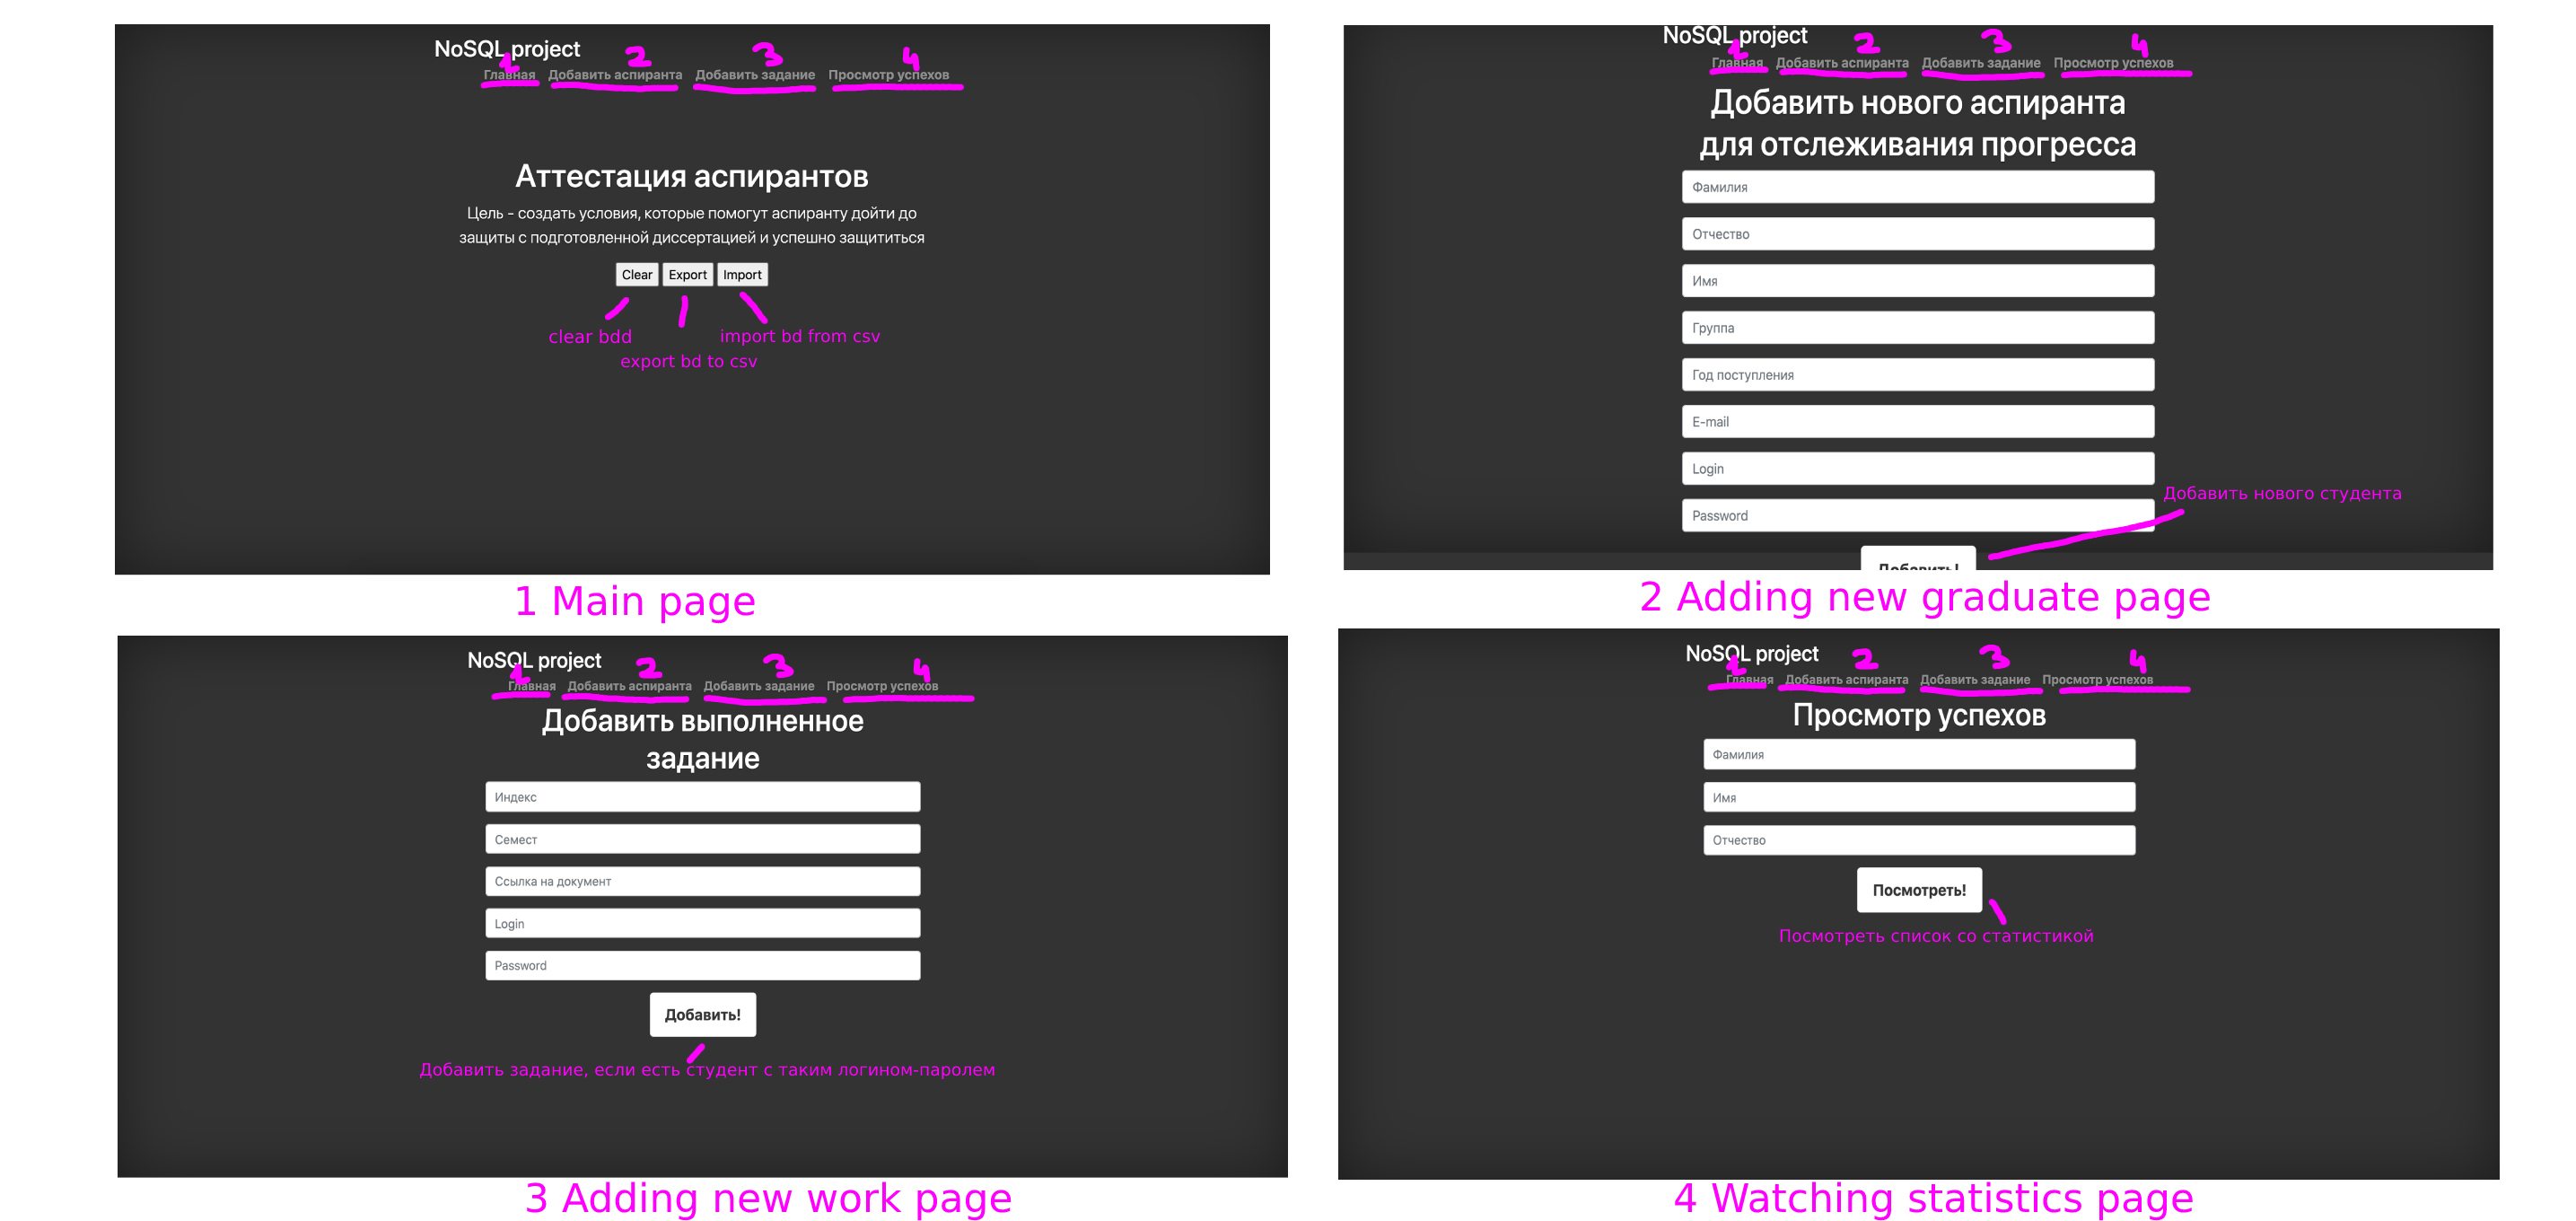 NoSQL project
1 2 3 4
Главная Добавить аспиранта Добавить задание Просмотр успехов
Аттестация аспирантов
Цель - создать условия, которые помогут аспиранту дойти до
защиты с подготовленной диссертацией и успешно защититься
Clear Export Import
clear bdd
import bd from csv
export bd to csv
1 Main page
NoSQL project
1 2 3 4
Главная Добавить аспиранта Добавить задание Просмотр успехов
Добавить нового аспиранта
для отслеживания прогресса
Фамилия
Отчество
Имя
Группа
Год поступления
E-mail
Login
Password
Добавить нового студента
Добавить!
2 Adding new graduate page
NoSQL project
1 2 3 4
Главная Добавить аспиранта Добавить задание Просмотр успехов
Добавить выполненное
задание
Индекс
Семест
Ссылка на документ
Login
Password
Добавить!
Добавить задание, если есть студент с таким логином-паролем
3 Adding new work page
NoSQL project
1 2 3 4
Главная Добавить аспиранта Добавить задание Просмотр успехов
Просмотр успехов
Фамилия
Имя
Отчество
Посмотреть!
Посмотреть список со статистикой
4 Watching statistics page